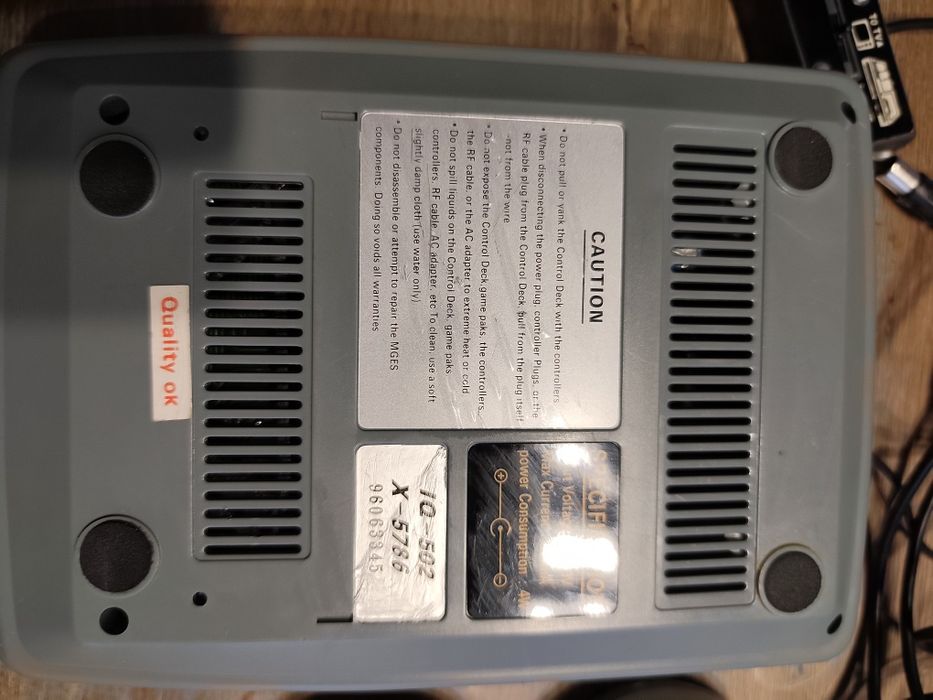 CAUTION
* Do not pull or yank the Control Deck with the controllers.
* When disconnecting the power plug, controller Plugs, or the
RF cable plug from the Control Deck, pull from the plug itself
-not from the wire
* Do not expose the Control Deck,game paks, the controllers,
the RF cable, or the AC adapter to extreme heat or cold
* Do not spill liquids on the Control Deck, game paks
controllers, RF cable, AC adapter, etc To clean, use a soft
slightly damp cloth (use water only)
* Do not disassemble or attempt to repair the MGES
components. Doing so voids all warranties
power Consumption : 4W
IQ-502
X-5786
96063345
Quality ok
TO TV